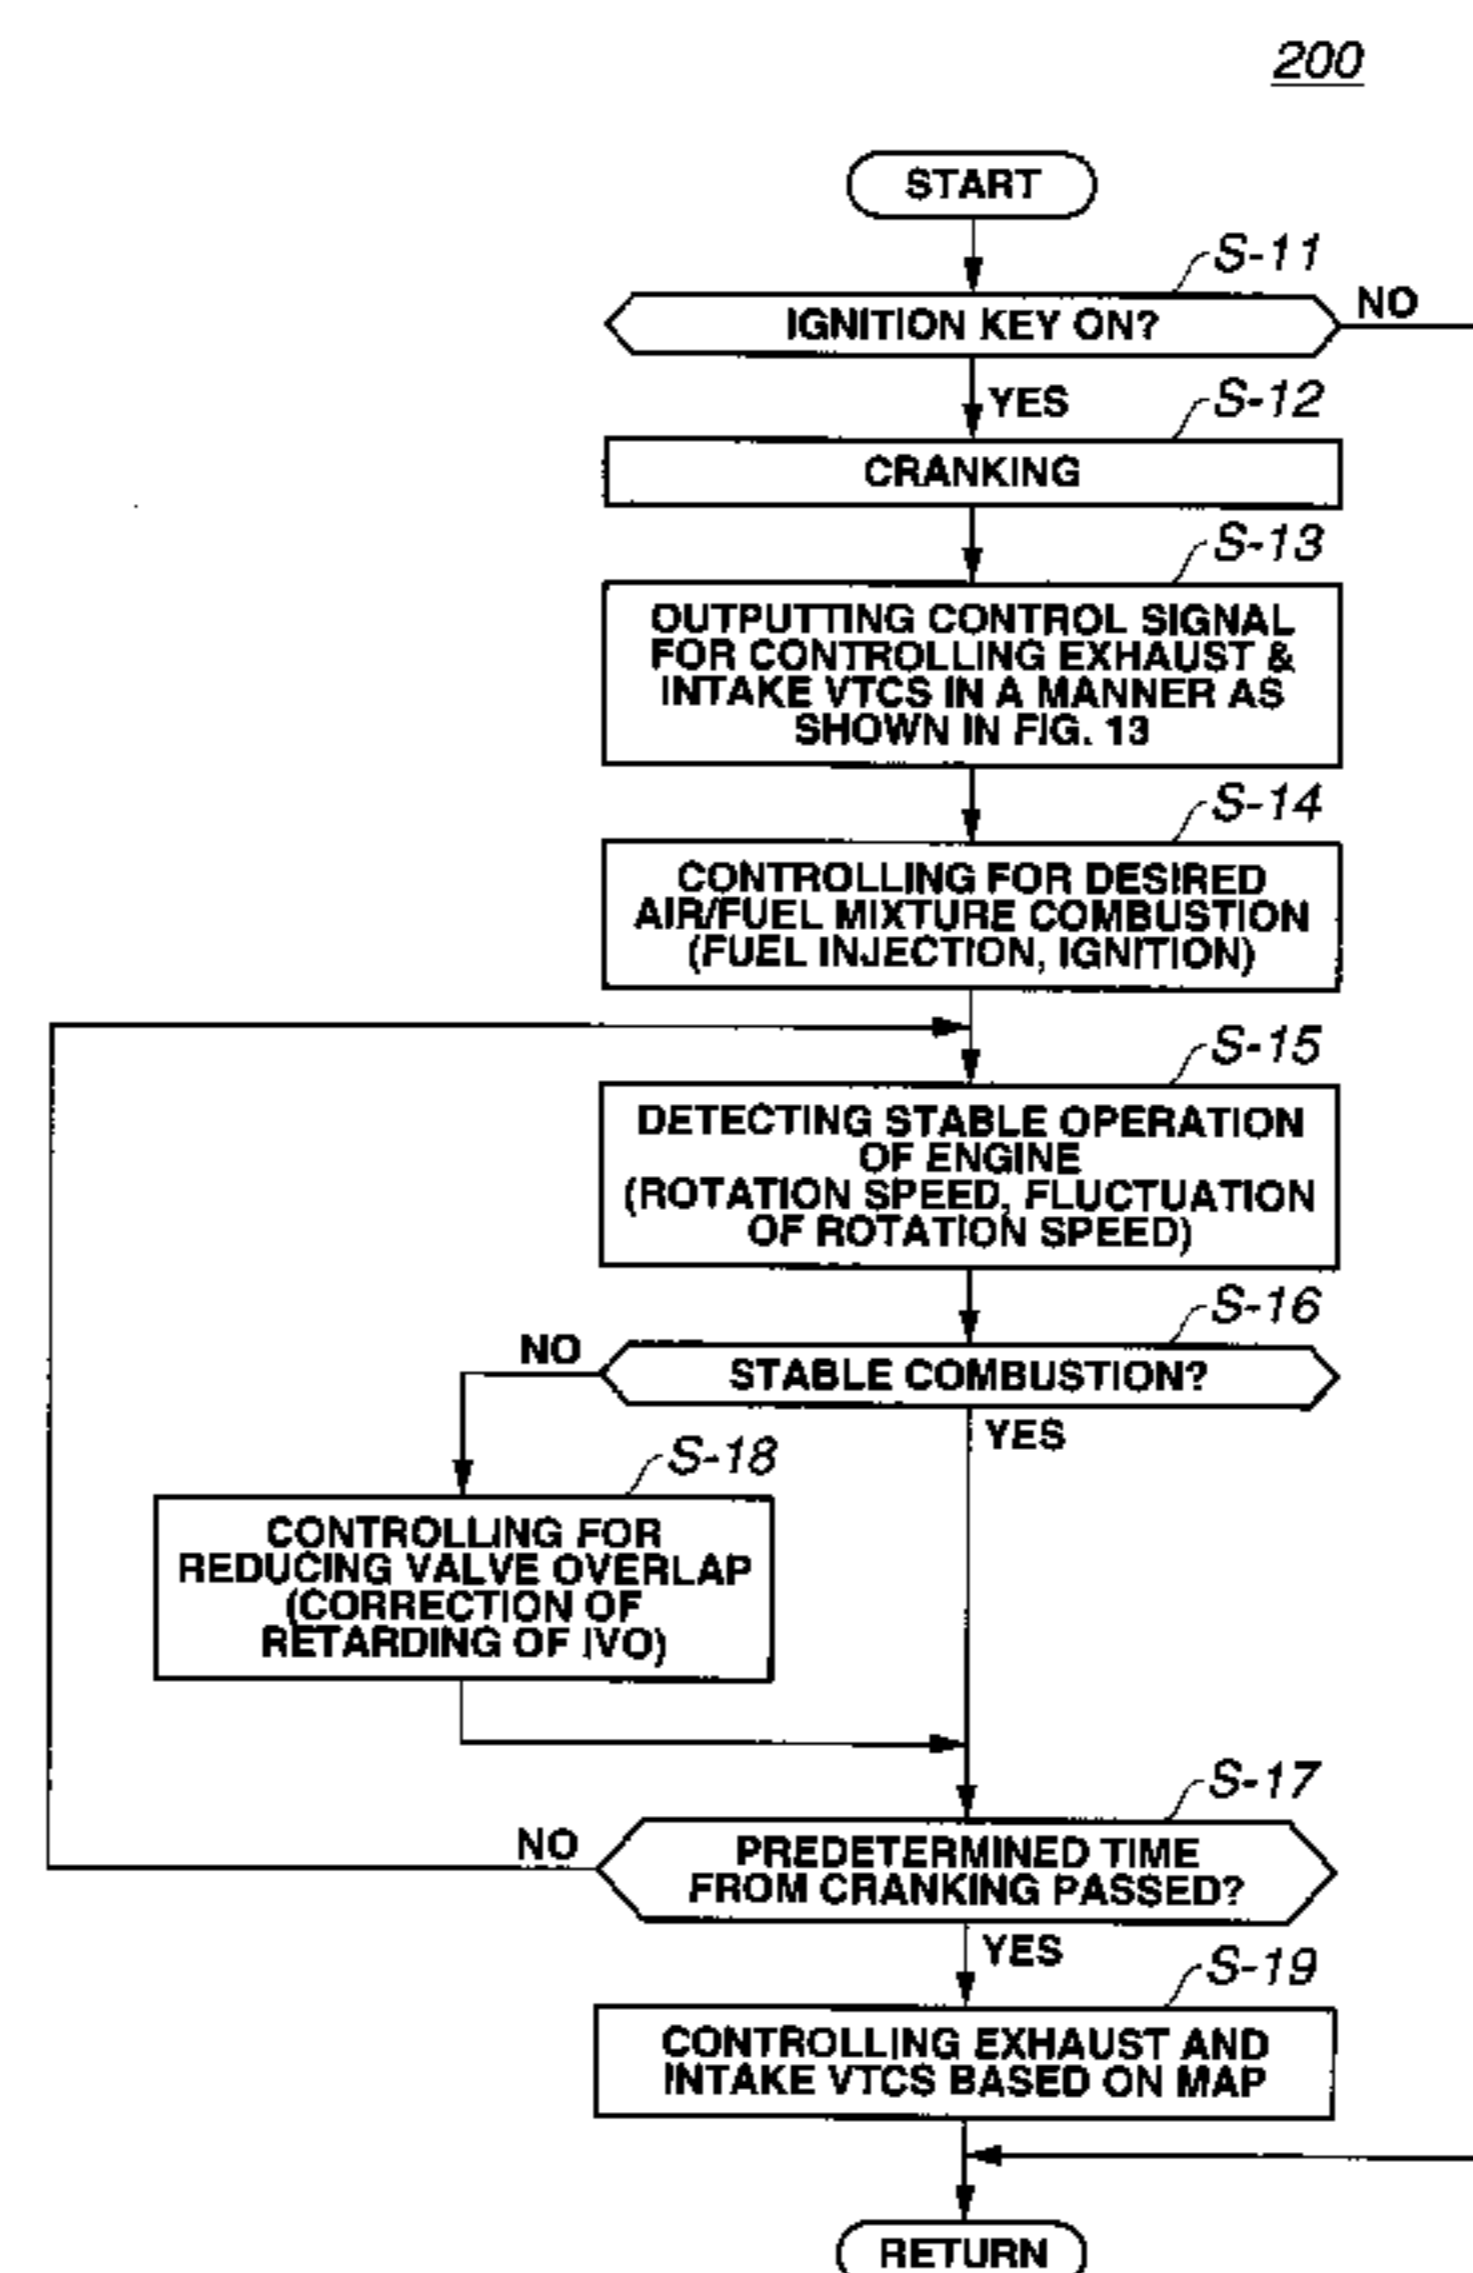 200
START
S-11
IGNITION KEY ON?
NO
YES
S-12
CRANKING
S-13
OUTPUTTING CONTROL SIGNAL
FOR CONTROLLING EXHAUST &
INTAKE VTCS IN A MANNER AS
SHOWN IN FIG. 13
S-14
CONTROLLING FOR DESIRED
AIR/FUEL MIXTURE COMBUSTION
(FUEL INJECTION, IGNITION)
S-15
DETECTING STABLE OPERATION
OF ENGINE
(ROTATION SPEED, FLUCTUATION
OF ROTATION SPEED)
S-16
NO
STABLE COMBUSTION?
YES
S-18
CONTROLLING FOR
REDUCING VALVE OVERLAP
(CORRECTION OF
RETARDING OF IVO)
S-17
NO
PREDETERMINED TIME
FROM CRANKING PASSED?
YES
S-19
CONTROLLING EXHAUST AND
INTAKE VTCS BASED ON MAP
RETURN